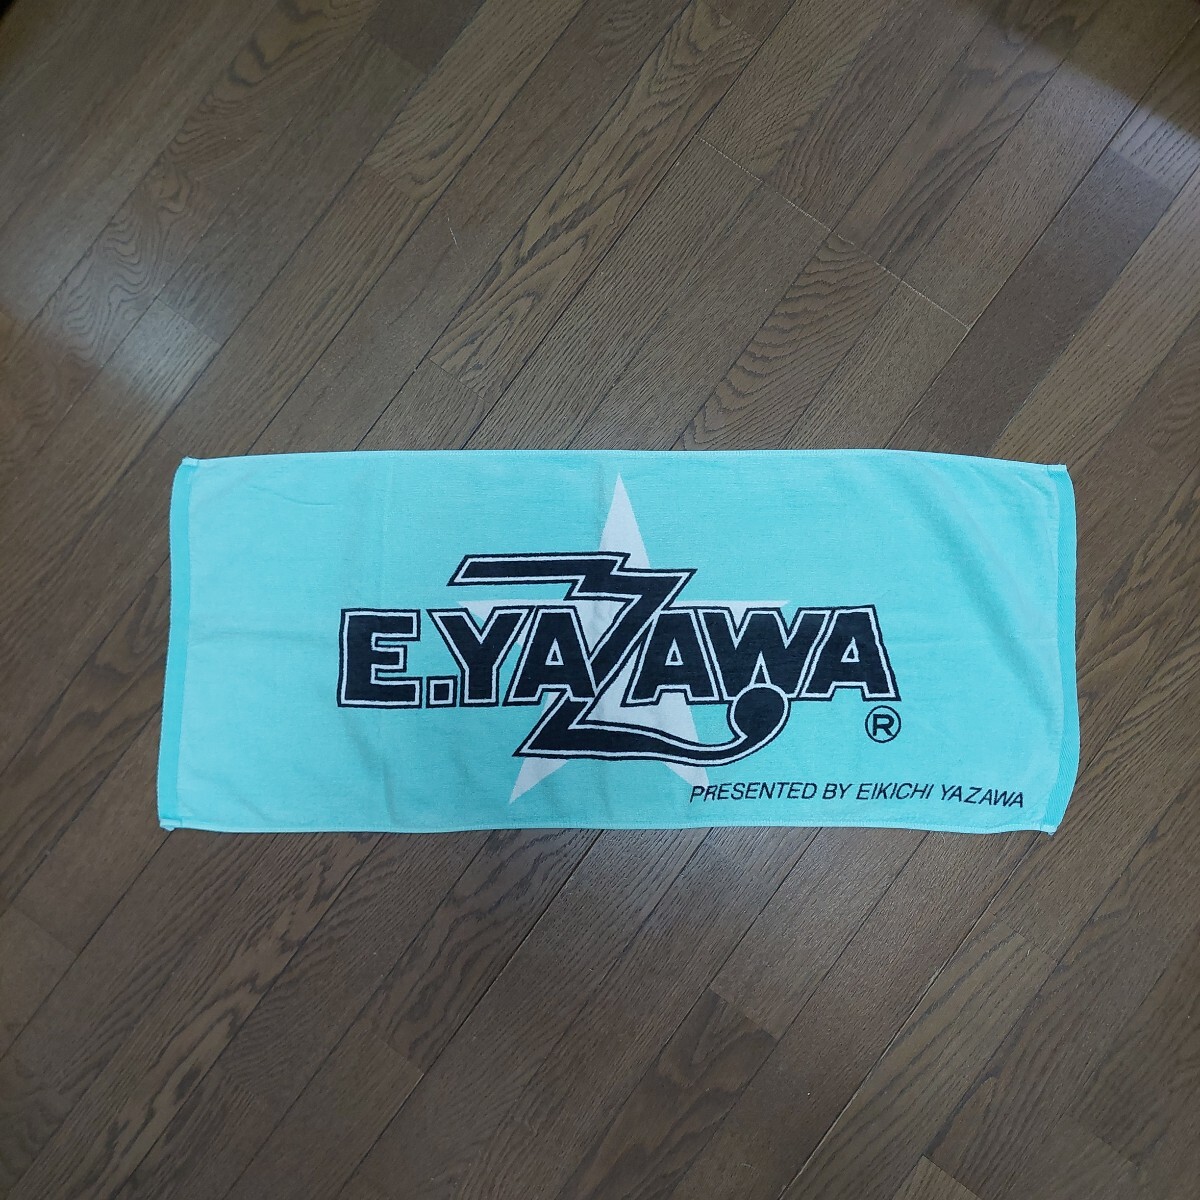 E.YAZAWA
®
PRESENTED BY EIKICHI YAZAWA